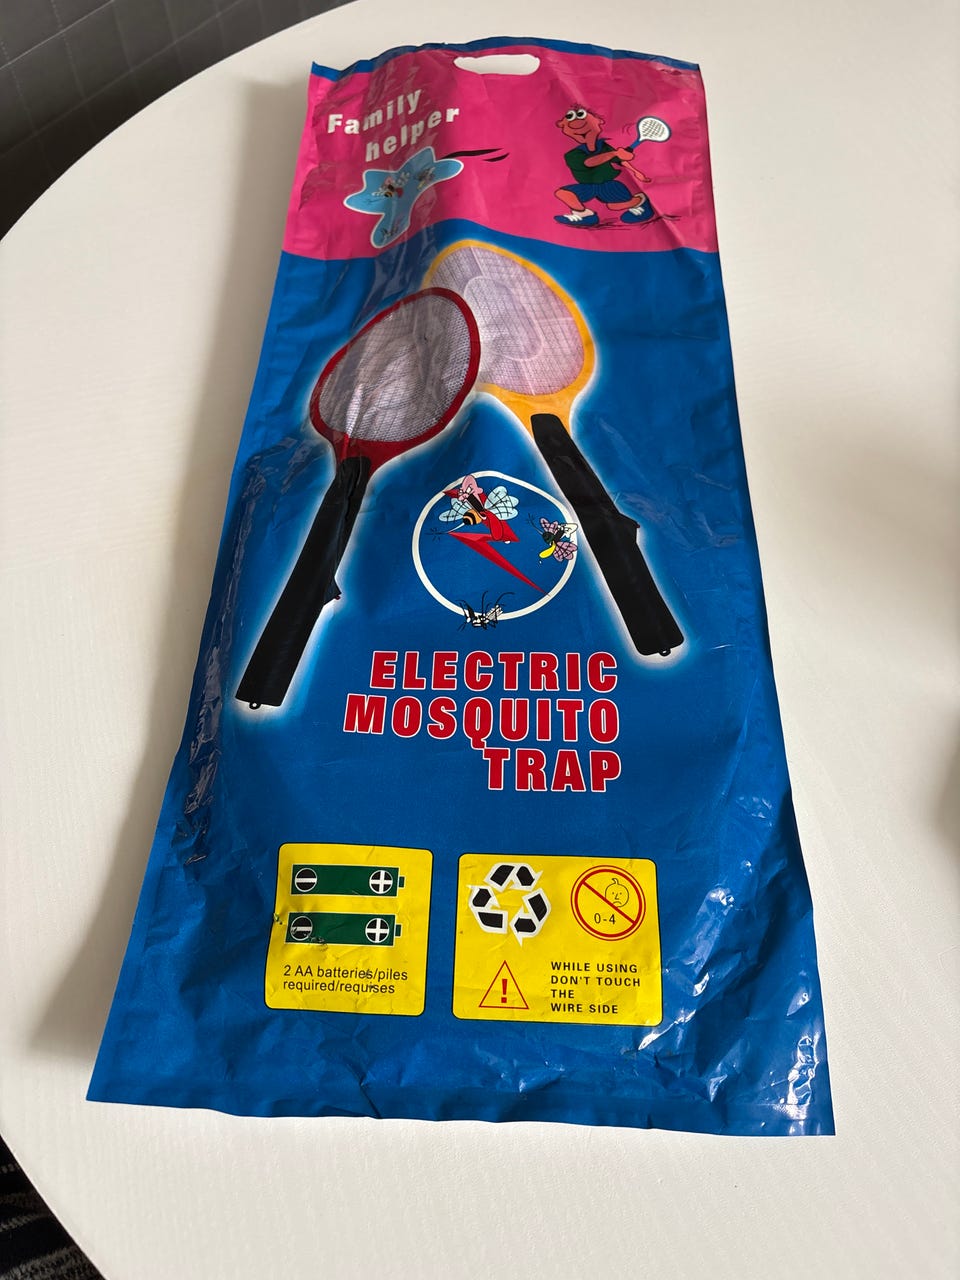 Family
helper
ELECTRIC
MOSQUITO
TRAP
2 AA batteries/piles
required/requises
0-4
!
WHILE USING
DON'T TOUCH
THE
WIRE SIDE